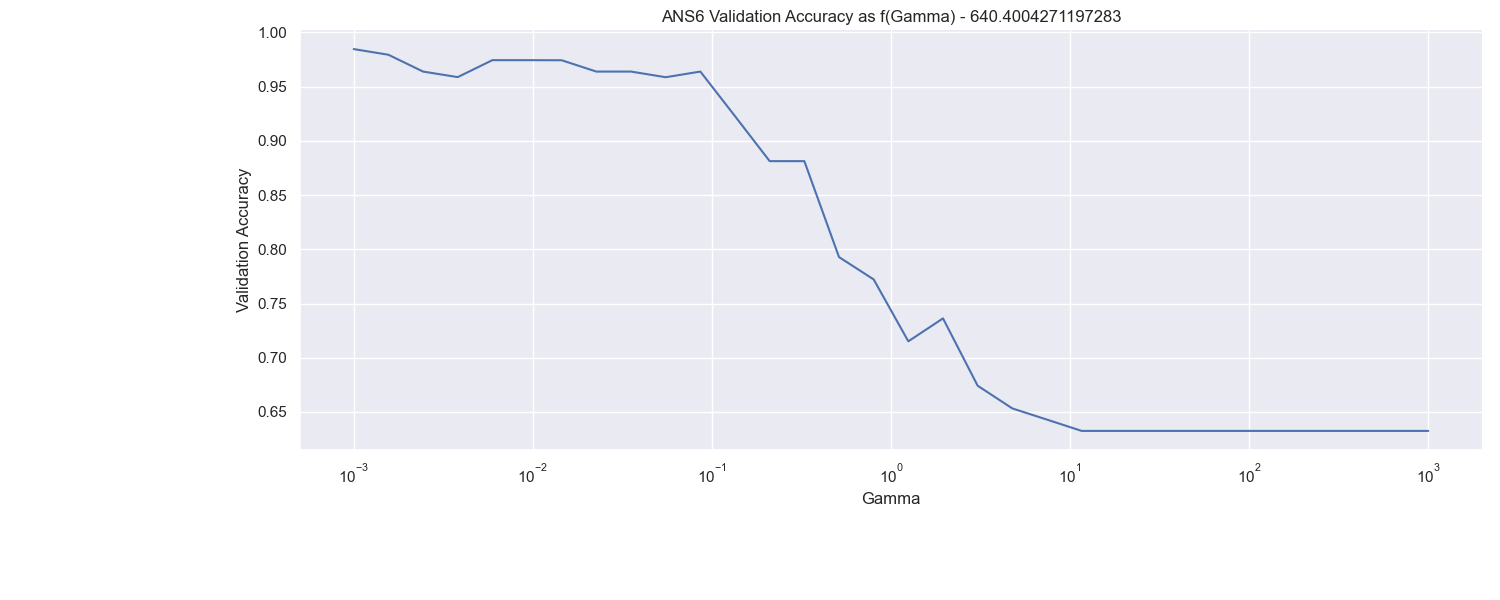 ANS6 Validation Accuracy as f(Gamma) - 640.4004271197283
1.00
0.95
0.90
0.85
0.80
0.75
0.70
0.65
Validation Accuracy
10⁻³ 10⁻² 10⁻¹ 10⁰ 10¹ 10² 10³
Gamma